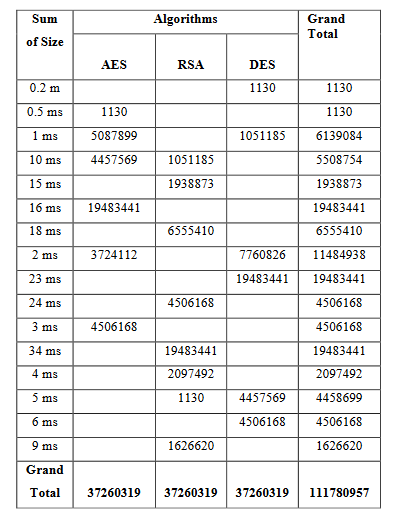 Sum of Size Algorithms Grand Total
AES RSA DES
0.2 m 1130 1130
0.5 ms 1130 1130
1 ms 5087899 1051185 6139084
10 ms 4457569 1051185 5508754
15 ms 1938873 1938873
16 ms 19483441 19483441
18 ms 6555410 6555410
2 ms 3724112 7760826 11484938
23 ms 19483441 19483441
24 ms 4506168 4506168
3 ms 4506168 4506168
34 ms 19483441 19483441
4 ms 2097492 2097492
5 ms 1130 4457569 4458699
6 ms 4506168 4506168
9 ms 1626620 1626620
Grand Total 37260319 37260319 37260319 111780957